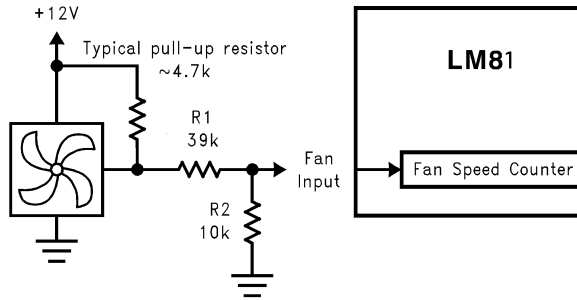 +12V
Typical pull-up resistor
~4.7k
R1
39k
Fan
Input
R2
10k
LM81
Fan Speed Counter